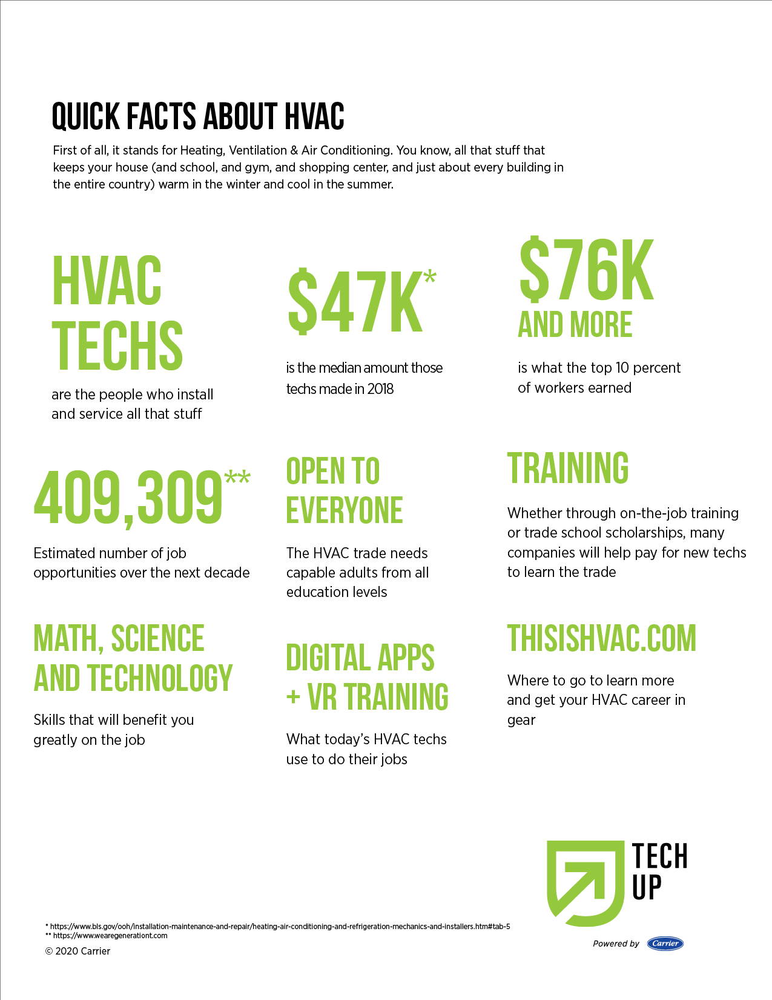 QUICK FACTS ABOUT HVAC
First of all, it stands for Heating, Ventilation & Air Conditioning. You know, all that stuff that
keeps your house (and school, and gym, and shopping center, and just about every building in
the entire country) warm in the winter and cool in the summer.
HVAC
TECHS
are the people who install
and service all that stuff
$47K*
is the median amount those
techs made in 2018
$76K
AND MORE
is what the top 10 percent
of workers earned
409,309**
Estimated number of job
opportunities over the next decade
OPEN TO
EVERYONE
The HVAC trade needs
capable adults from all
education levels
TRAINING
Whether through on-the-job training
or trade school scholarships, many
companies will help pay for new techs
to learn the trade
MATH, SCIENCE
AND TECHNOLOGY
Skills that will benefit you
greatly on the job
DIGITAL APPS
+ VR TRAINING
What today's HVAC techs
use to do their jobs
THISISHVAC.COM
Where to go to learn more
and get your HVAC career in
gear
TECH
UP
Powered by Carrier
* https://www.bls.gov/ooh/installation-maintenance-and-repair/heating-air-conditioning-and-refrigeration-mechanics-and-installers.htm#tab-5
** https://www.wearegenerationt.com
© 2020 Carrier